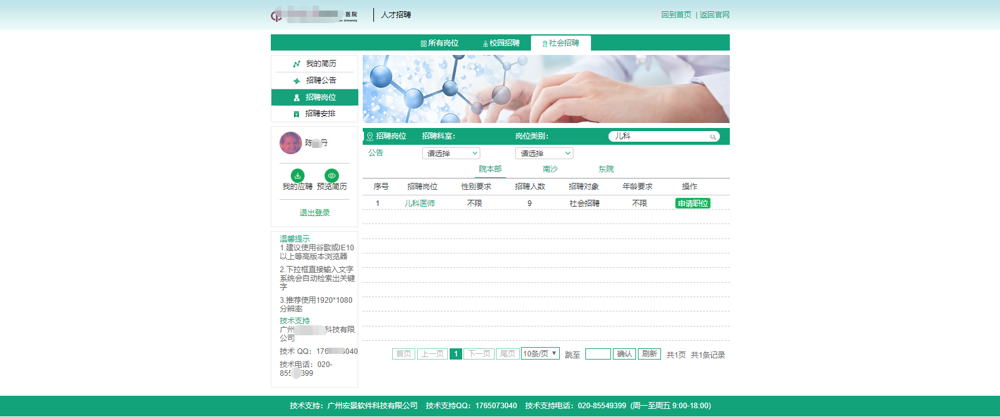 医院
人才招聘
回到首页 | 返回官网
所有岗位
校园招聘
社会招聘
我的简历
招聘公告
招聘岗位
招聘安排
陈 丹
我的应聘 预览简历
退出登录
温馨提示
1.建议使用谷歌或IE10
以上等高版本浏览器
2.下拉框直接输入文字
系统会自动检索出关键
字
3.推荐使用1920*1080
分辨率
技术支持
广州 科技有限
公司
技术 QQ：176 040
技术电话：020-
855 399
招聘岗位 招聘科室： 岗位类别： 儿科
公告 请选择 请选择
院本部 南沙 东院
序号 招聘岗位 性别要求 招聘人数 招聘对象 年龄要求 操作
1 儿科医师 不限 9 社会招聘 不限 申请职位
首页 上一页 1 下一页 尾页 10条/页 跳至 确认 刷新 共1页 共1条记录
技术支持：广州宏景软件科技有限公司 技术支持QQ：1765073040 技术支持电话：020-85549399 (周一至周五 9:00-18:00)